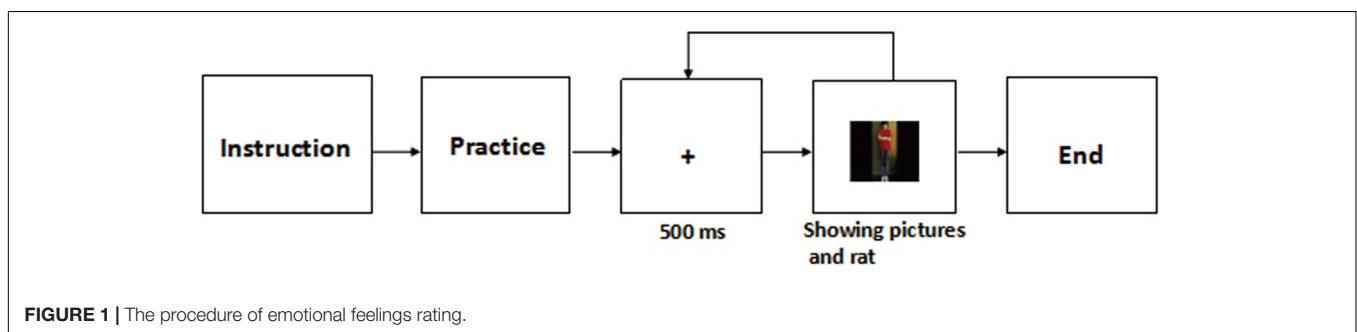 Instruction
Practice
+
End
500 ms
Showing pictures
and rat
FIGURE 1 | The procedure of emotional feelings rating.